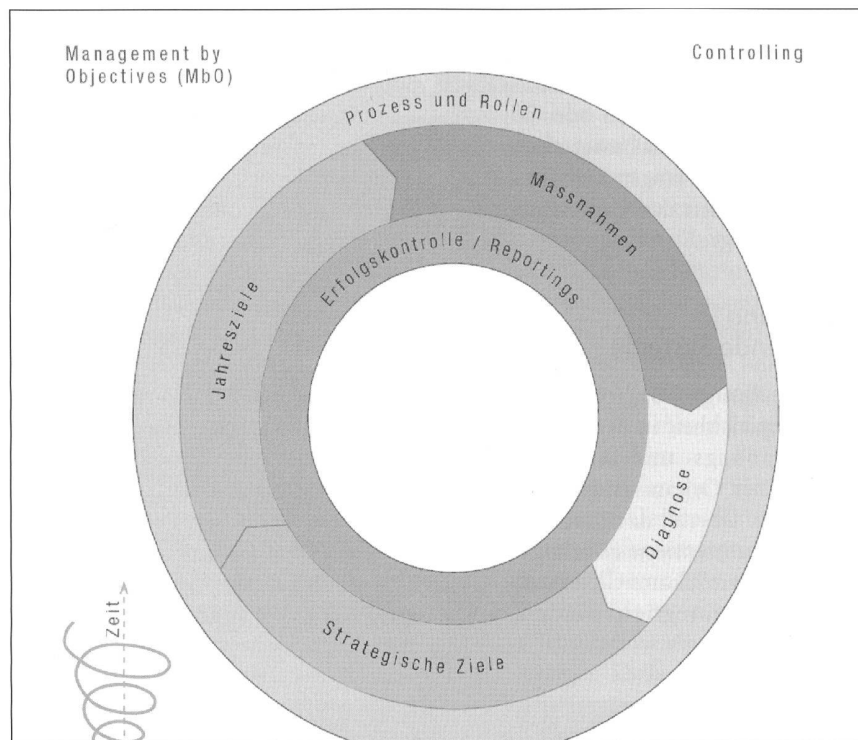 Management by
Objectives (MbO)
Controlling
Prozess und Rollen
Massnahmen
Erfolgskontrolle / Reportings
Jahresziele
Diagnose
Strategische Ziele
Zeit